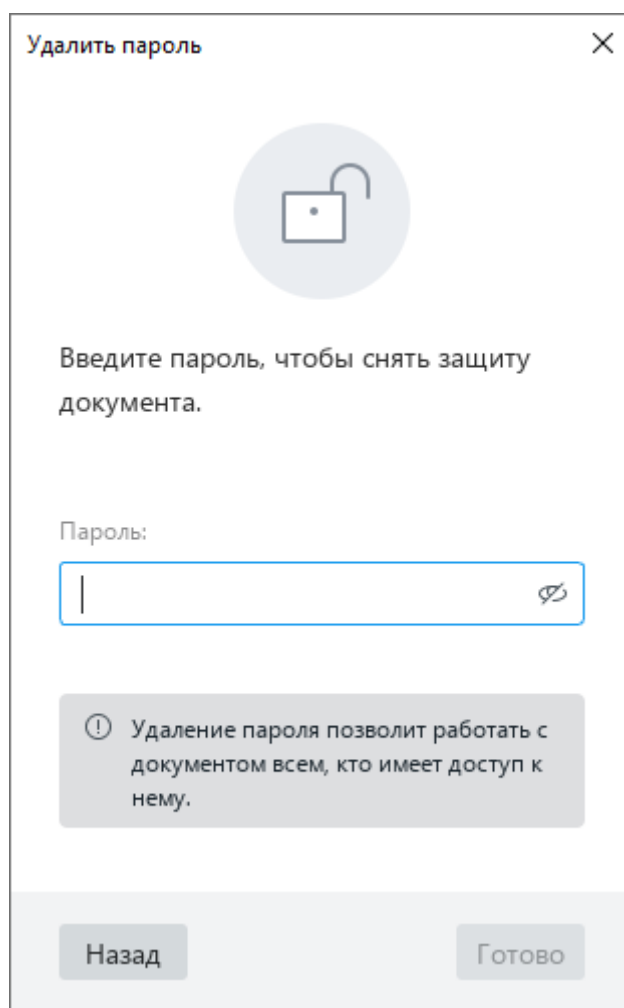 Удалить пароль
Введите пароль, чтобы снять защиту
документа.
Пароль:
Удаление пароля позволит работать с
документом всем, кто имеет доступ к
нему.
Назад
Готово